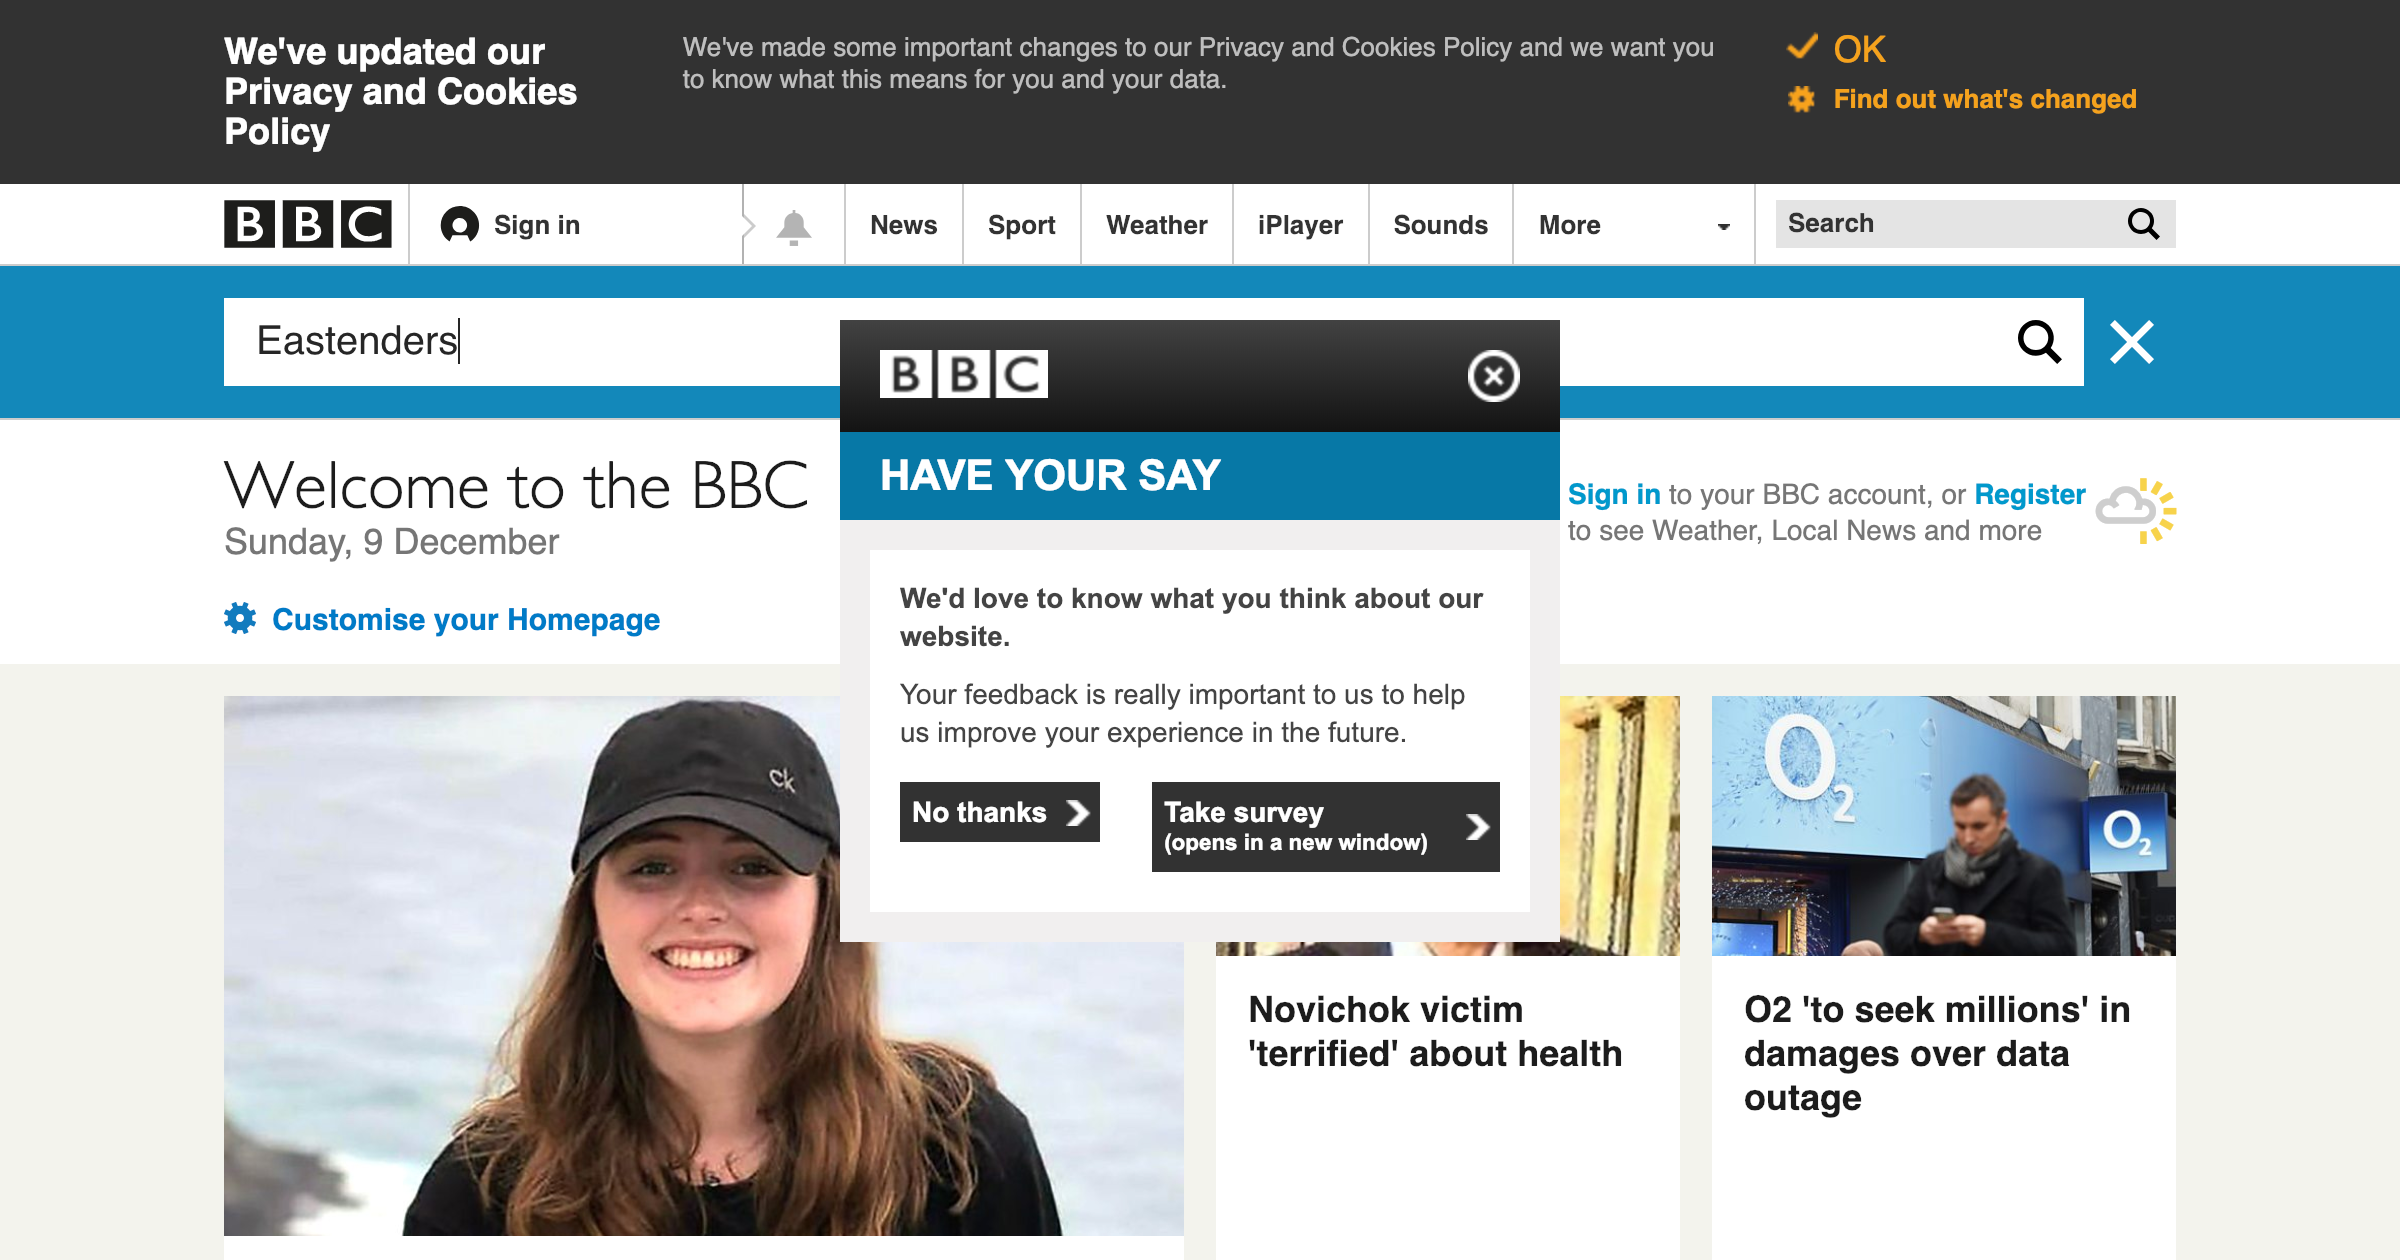 We've updated our
Privacy and Cookies
Policy
We've made some important changes to our Privacy and Cookies Policy and we want you
to know what this means for you and your data.
OK
Find out what's changed
BBC
Sign in
News
Sport
Weather
iPlayer
Sounds
More
Search
Eastenders
BBC
HAVE YOUR SAY
We'd love to know what you think about our
website.
Your feedback is really important to us to help
us improve your experience in the future.
No thanks
Take survey
(opens in a new window)
Welcome to the BBC
Sunday, 9 December
Sign in to your BBC account, or Register
to see Weather, Local News and more
Customise your Homepage
ck
O2
O2
Novichok victim
'terrified' about health
O2 'to seek millions' in
damages over data
outage